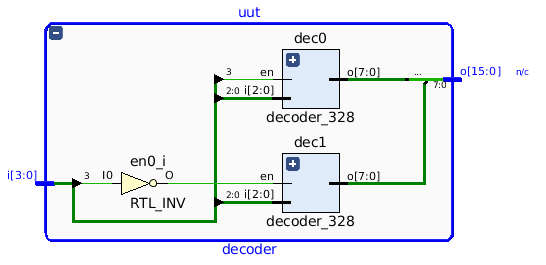 uut
dec0
3
en
o[7:0]
...
o[15:0]
n/c
2:0
i[2:0]
7:0
decoder_328
dec1
en0_i
i[3:0]
3
I0
O
en
o[7:0]
RTL_INV
2:0
i[2:0]
decoder_328
decoder